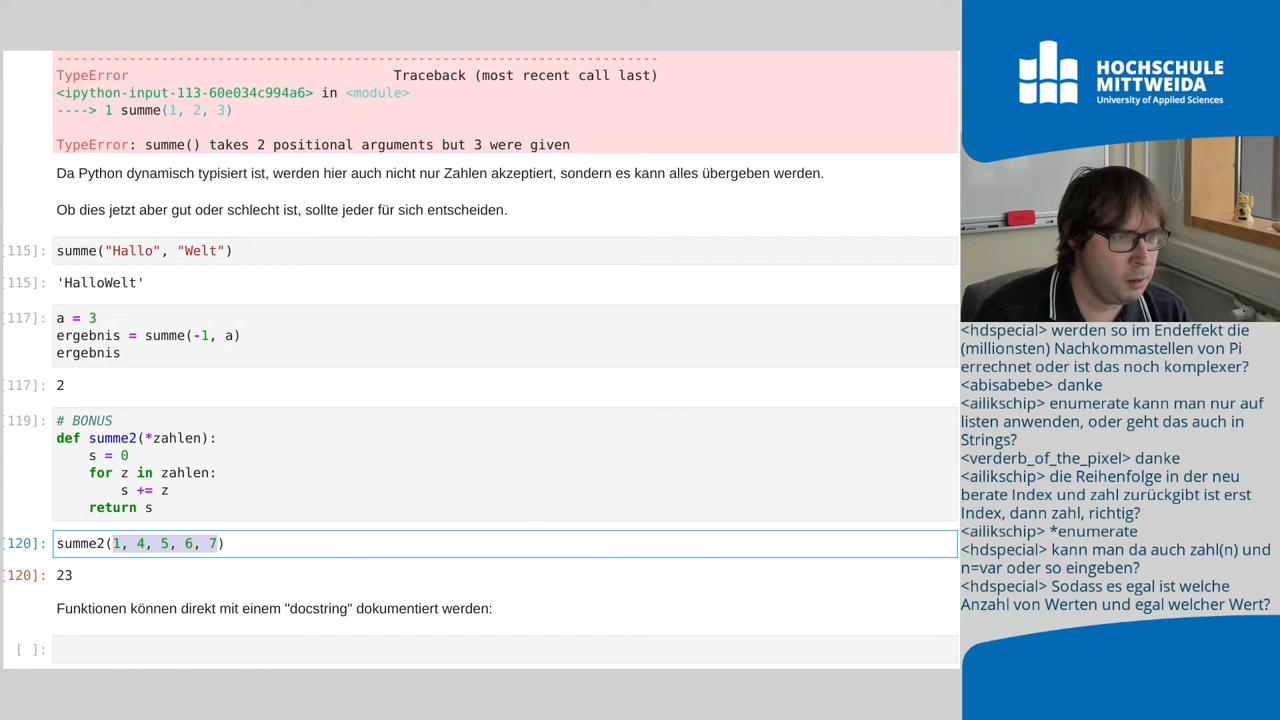 TypeError Traceback (most recent call last)
<ipython-input-113-60e034c994a6> in <module>
----> 1 summe(1, 2, 3)
TypeError: summe() takes 2 positional arguments but 3 were given
Da Python dynamisch typisiert ist, werden hier auch nicht nur Zahlen akzeptiert, sondern es kann alles übergeben werden.
Ob dies jetzt aber gut oder schlecht ist, sollte jeder für sich entscheiden.
[115]: summe("Hallo", "Welt")
[115]: 'HalloWelt'
[117]: a = 3
ergebnis = summe(-1, a)
ergebnis
[117]: 2
[119]: # BONUS
def summe2(*zahlen):
    s = 0
    for z in zahlen:
        s += z
    return s
[120]: summe2(1, 4, 5, 6, 7)
[120]: 23
Funktionen können direkt mit einem "docstring" dokumentiert werden:
[ ]:
HOCHSCHULE
MITTWEIDA
University of Applied Sciences
<hdspecial> werden so im Endeffekt die
(millionsten) Nachkommastellen von Pi
errechnet oder ist das noch komplexer?
<abisabebe> danke
<ailikschip> enumerate kann man nur auf
listen anwenden, oder geht das auch in
Strings?
<verderb_of_the_pixel> danke
<ailikschip> die Reihenfolge in der neu
berate Index und zahl zurückgibt ist erst
Index, dann zahl, richtig?
<ailikschip> *enumerate
<hdspecial> kann man da auch zahl(n) und
n=var oder so eingeben?
<hdspecial> Sodass es egal ist welche
Anzahl von Werten und egal welcher Wert?